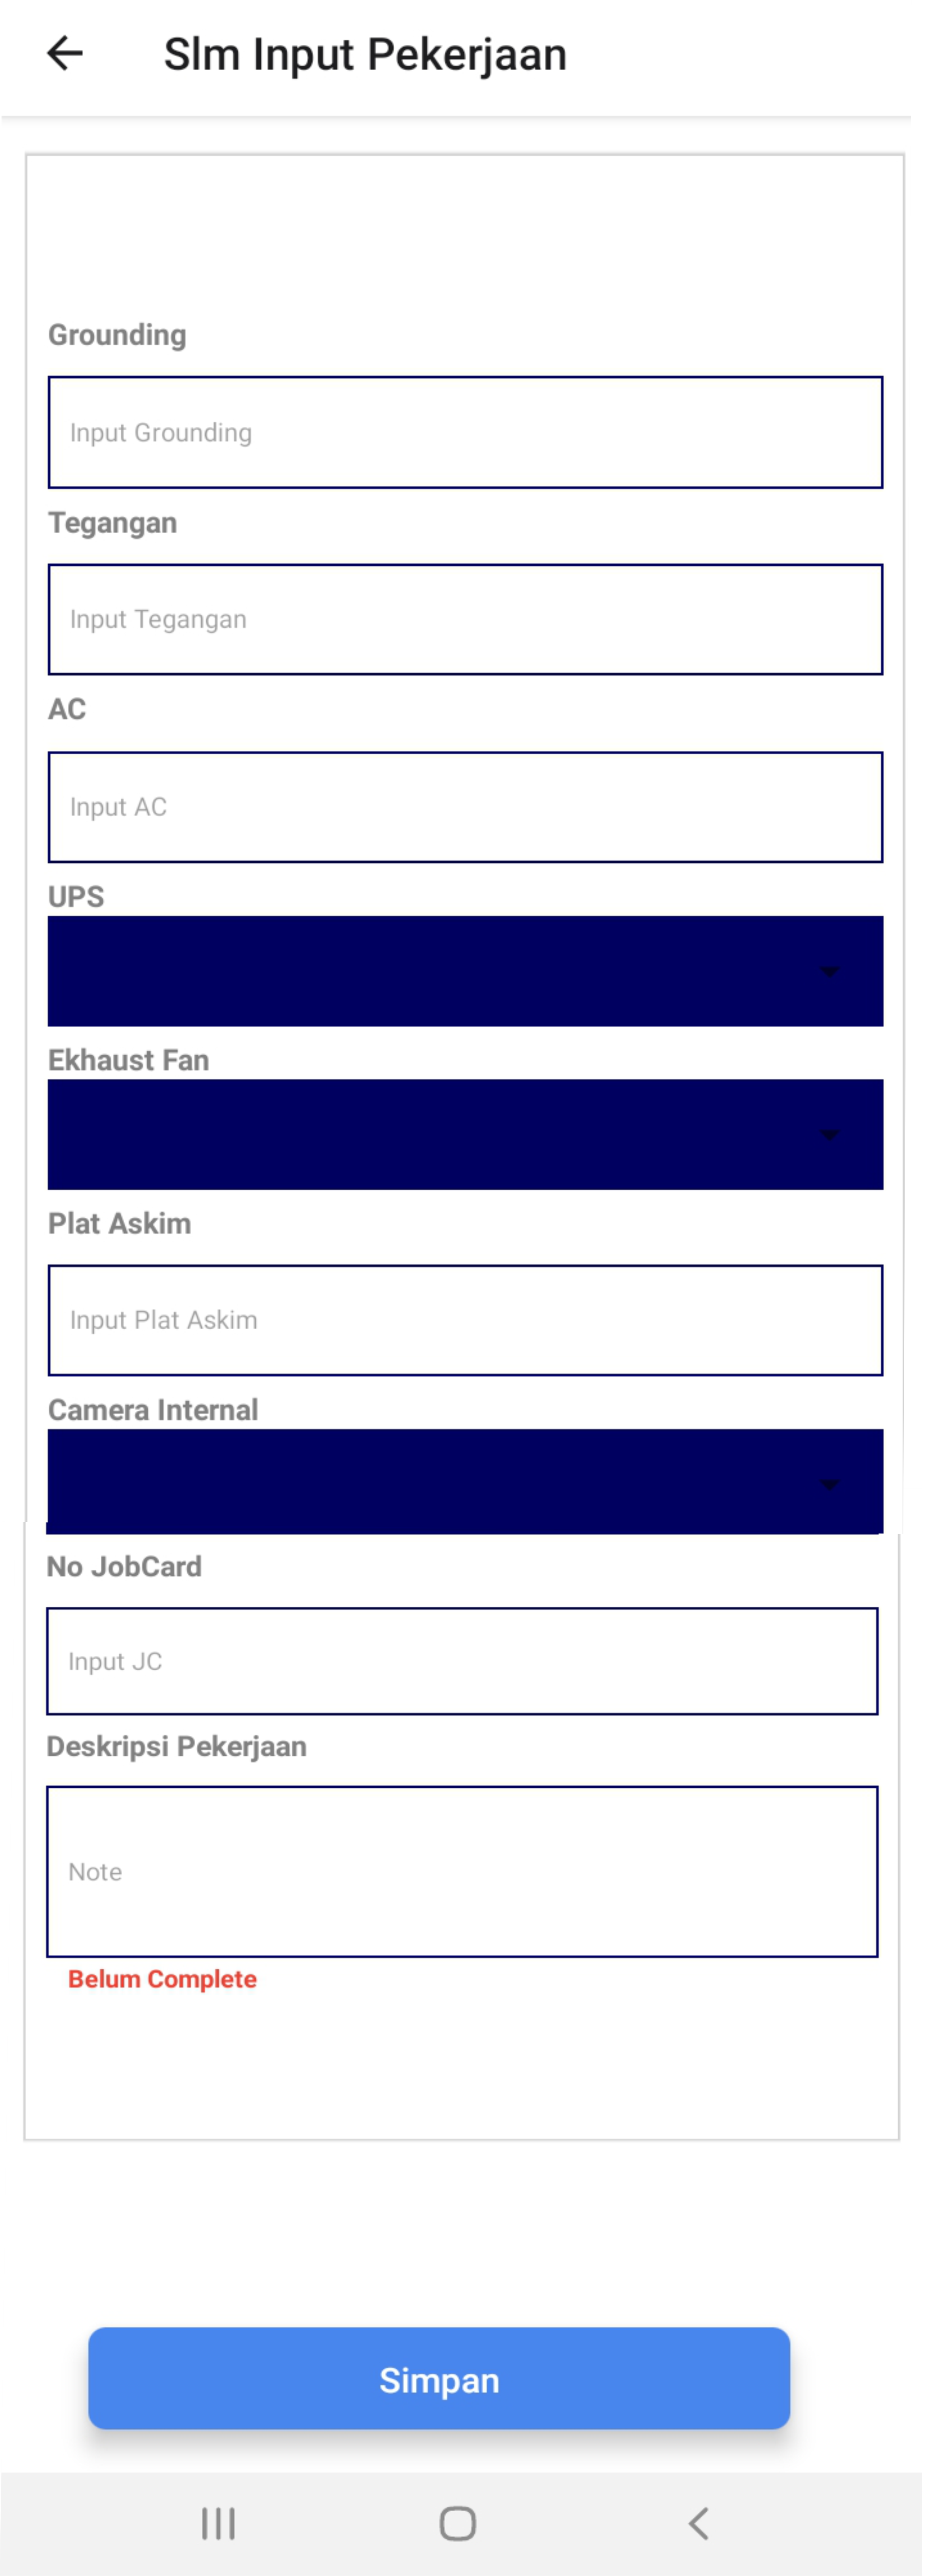 Slm Input Pekerjaan
Grounding
Input Grounding
Tegangan
Input Tegangan
AC
Input AC
UPS
Ekhaust Fan
Plat Askim
Input Plat Askim
Camera Internal
No JobCard
Input JC
Deskripsi Pekerjaan
Note
Belum Complete
Simpan